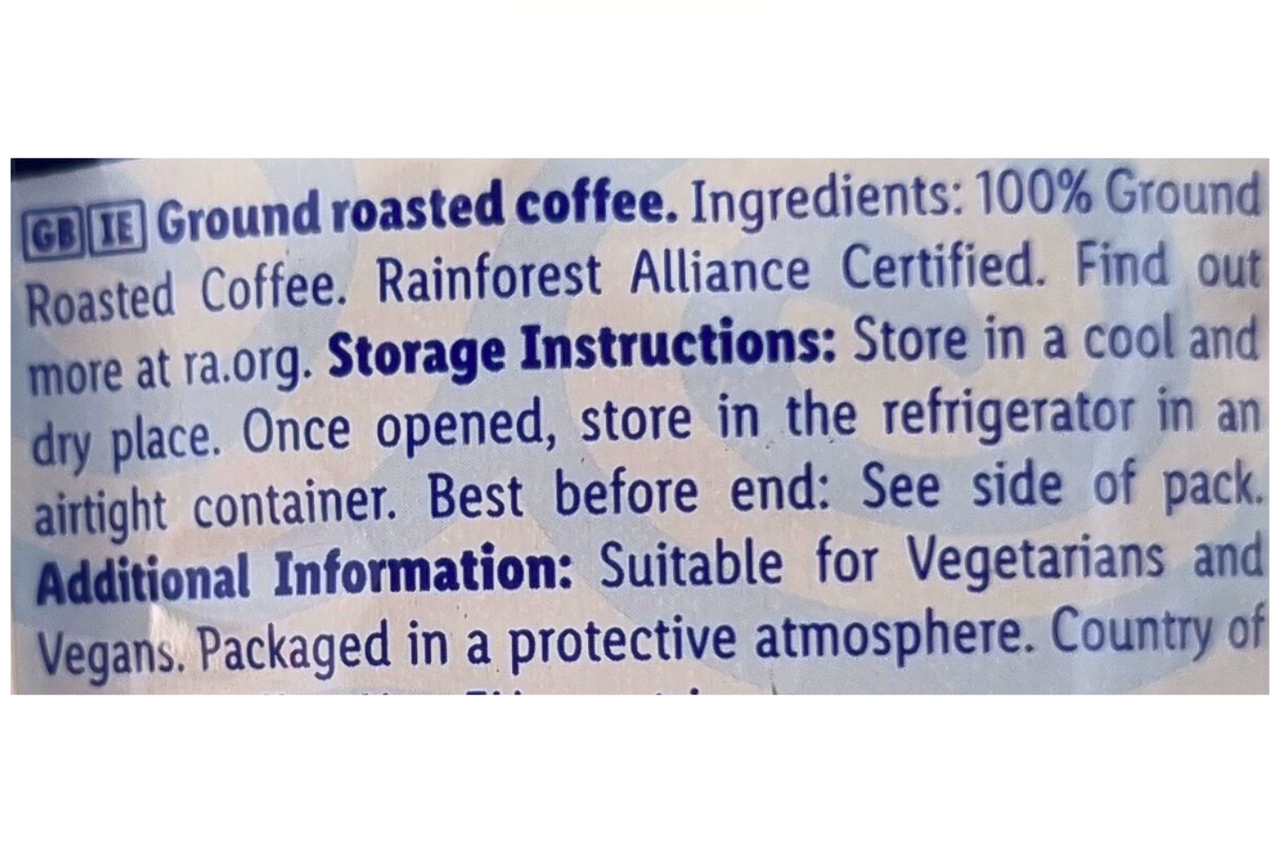 GB IE Ground roasted coffee. Ingredients: 100% Ground
Roasted Coffee. Rainforest Alliance Certified. Find out
more at ra.org. Storage Instructions: Store in a cool and
dry place. Once opened, store in the refrigerator in an
airtight container. Best before end: See side of pack.
Additional Information: Suitable for Vegetarians and
Vegans. Packaged in a protective atmosphere. Country of